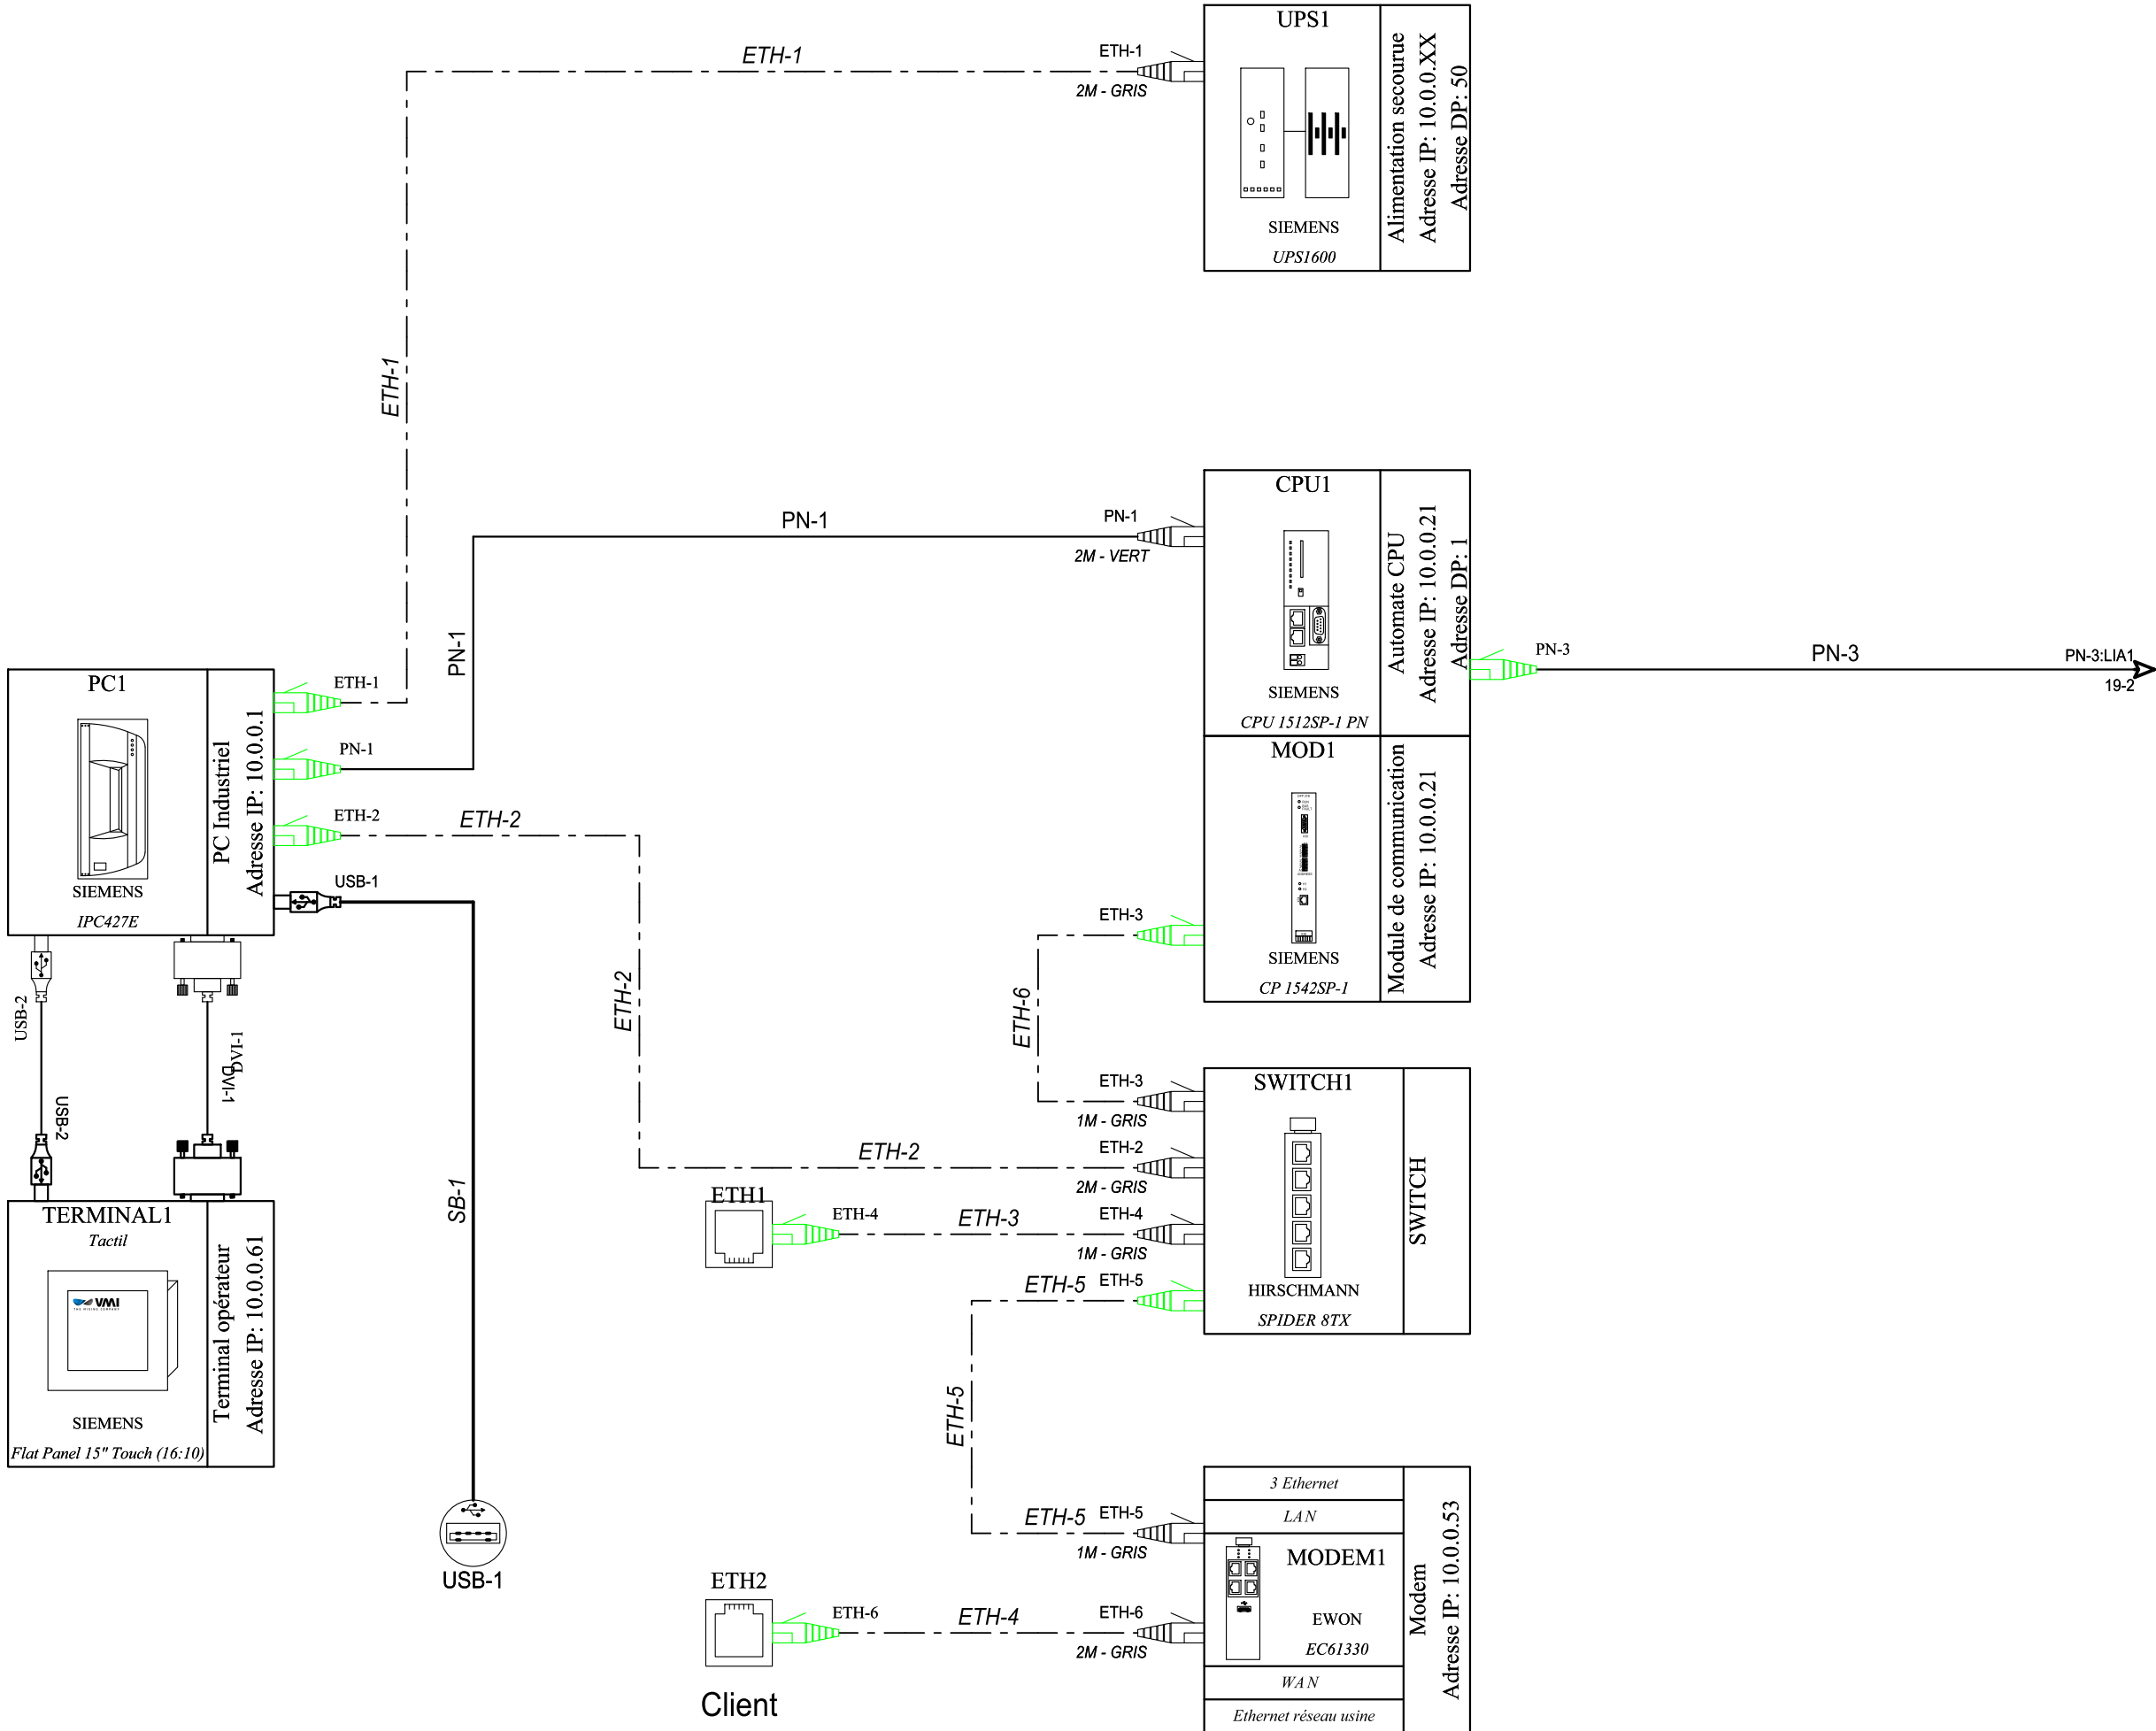 UPS1
SIEMENS
UPS1600
Alimentation secourue
Adresse IP: 10.0.0.XX
Adresse DP: 50
ETH-1
ETH-1
2M - GRIS
ETH-1
CPU1
SIEMENS
CPU 1512SP-1 PN
Automate CPU
Adresse IP: 10.0.0.21
Adresse DP: 1
PN-1
PN-1
2M - VERT
PN-1
PN-3
PN-3
PN-3:LIA1
19-2
PC1
SIEMENS
IPC427E
PC Industriel
Adresse IP: 10.0.0.1
ETH-1
PN-1
ETH-2
ETH-2
USB-1
MOD1
SIEMENS
CP 1542SP-1
Module de communication
Adresse IP: 10.0.0.21
ETH-3
ETH-6
ETH-2
USB-2
USB-2
DVI-1
DVI-1
SWITCH1
HIRSCHMANN
SPIDER 8TX
SWITCH
ETH-3
1M - GRIS
ETH-2
ETH-2
2M - GRIS
ETH1
ETH-4
ETH-3
ETH-4
1M - GRIS
ETH-5
ETH-5
ETH-5
SB-1
TERMINAL1
Tactil
VMI
THE MIXING COMPANY
SIEMENS
Flat Panel 15" Touch (16:10)
Terminal opérateur
Adresse IP: 10.0.0.61
USB-1
3 Ethernet
LAN
MODEM1
EWON
EC61330
WAN
Ethernet réseau usine
Modem
Adresse IP: 10.0.0.53
ETH-5
ETH-5
1M - GRIS
ETH2
ETH-6
ETH-4
ETH-6
2M - GRIS
Client